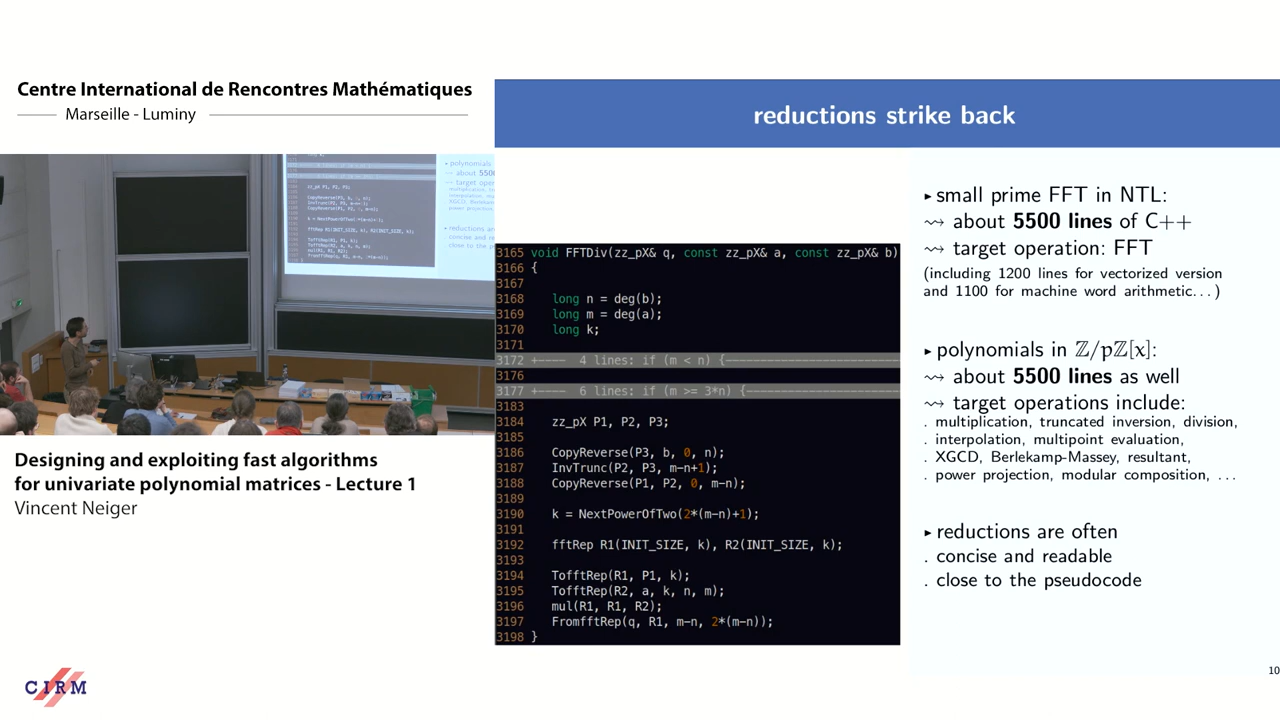 Centre International de Rencontres Mathématiques
Marseille - Luminy
Designing and exploiting fast algorithms
for univariate polynomial matrices - Lecture 1
Vincent Neiger
CIRM
reductions strike back
3165 void FFTDiv(zz_pX& q, const zz_pX& a, const zz_pX& b)
3166 {
3167
3168 long n = deg(b);
3169 long m = deg(a);
3170 long k;
3171
3172 +---- 4 lines: if (m < n) {----
3176
3177 +---- 6 lines: if (m >= 3*n) {----
3183
3184 zz_pX P1, P2, P3;
3185
3186 CopyReverse(P3, b, 0, n);
3187 InvTrunc(P2, P3, m-n+1);
3188 CopyReverse(P1, P2, 0, m-n);
3189
3190 k = NextPowerOfTwo(2*(m-n)+1);
3191
3192 fftRep R1(INIT_SIZE, k), R2(INIT_SIZE, k);
3193
3194 TofftRep(R1, P1, k);
3195 TofftRep(R2, a, k, n, m);
3196 mul(R1, R1, R2);
3197 FromfftRep(q, R1, m-n, 2*(m-n));
3198 }
▸ small prime FFT in NTL:
⇝ about 5500 lines of C++
⇝ target operation: FFT
(including 1200 lines for vectorized version
and 1100 for machine word arithmetic...)
▸ polynomials in ℤ/pℤ[x]:
⇝ about 5500 lines as well
⇝ target operations include:
. multiplication, truncated inversion, division,
. interpolation, multipoint evaluation,
. XGCD, Berlekamp-Massey, resultant,
. power projection, modular composition, ...
▸ reductions are often
. concise and readable
. close to the pseudocode
10